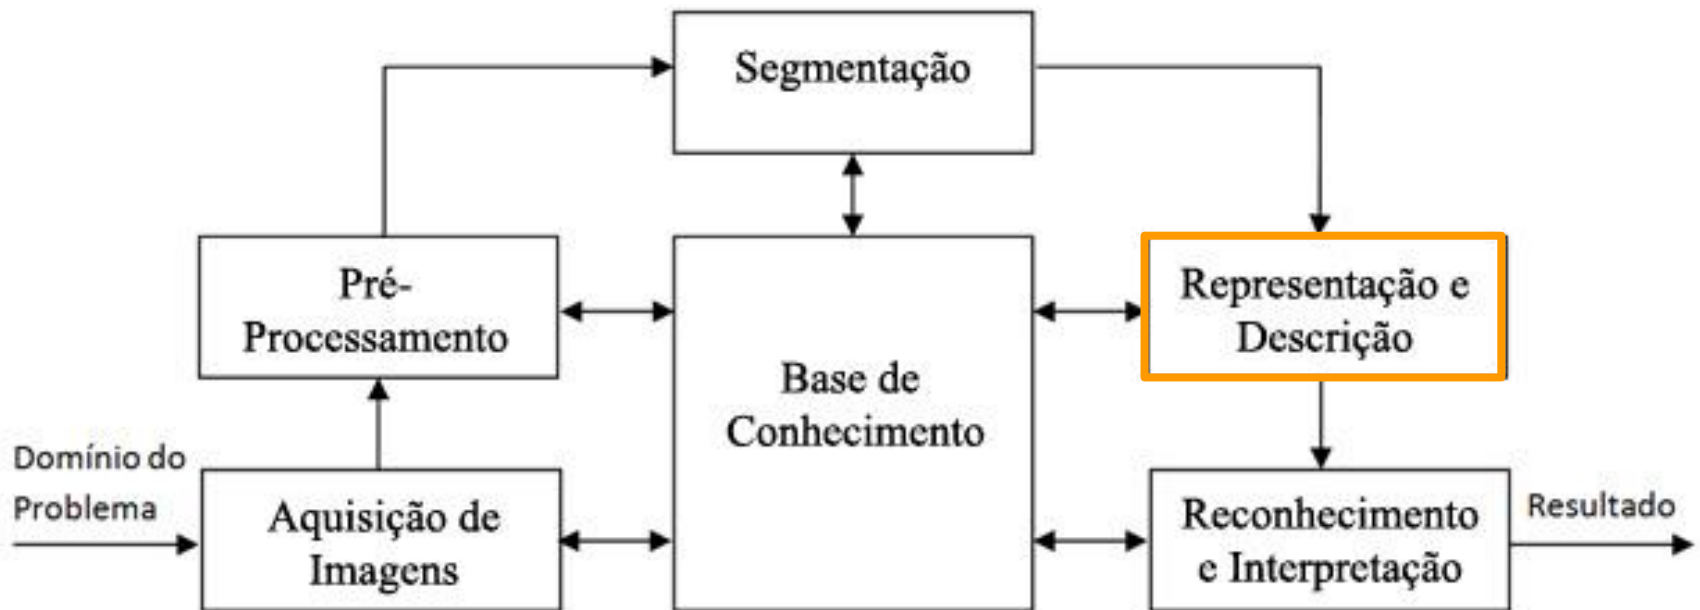 Segmentação
Pré-
Processamento
Representação e
Descrição
Base de
Conhecimento
Domínio do
Problema
Aquisição de
Imagens
Reconhecimento
e Interpretação
Resultado